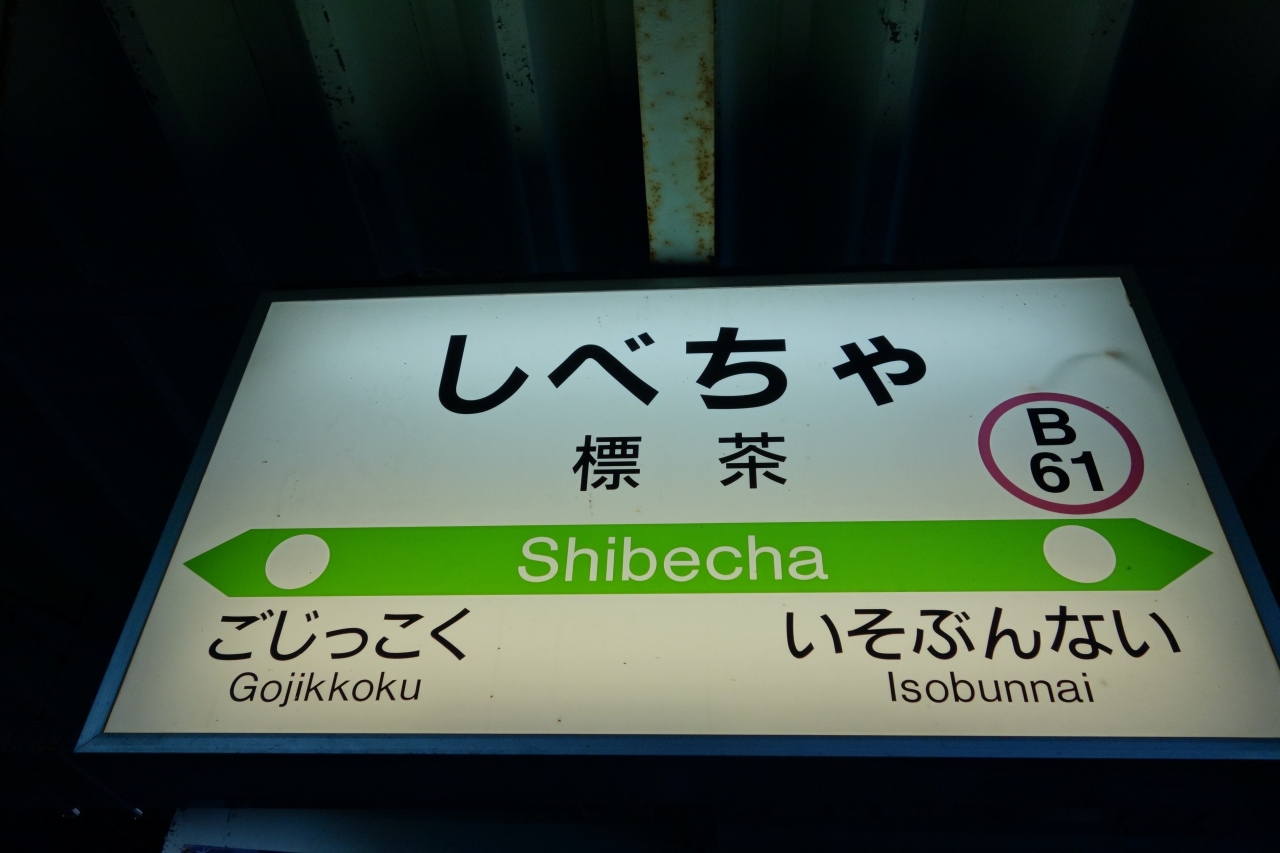 しべちゃ
標茶
B
61
Shibecha
ごじっこく
Gojikkoku
いそぶんない
Isobunnai